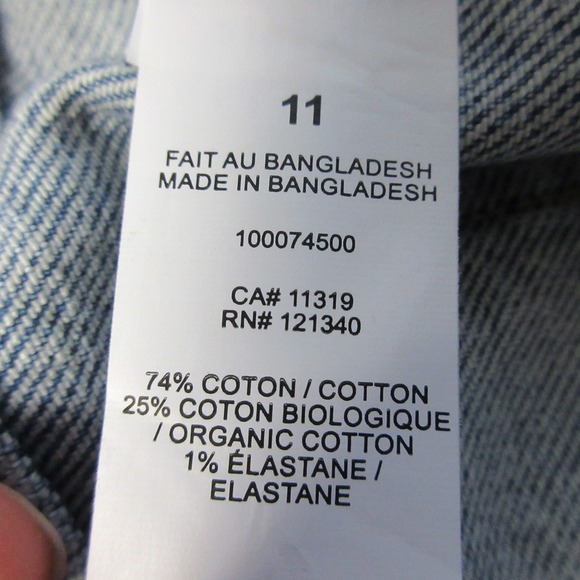 11
FAIT AU BANGLADESH
MADE IN BANGLADESH
100074500
CA# 11319
RN# 121340
74% COTON / COTTON
25% COTON BIOLOGIQUE
/ ORGANIC COTTON
1% ÉLASTANE /
ELASTANE